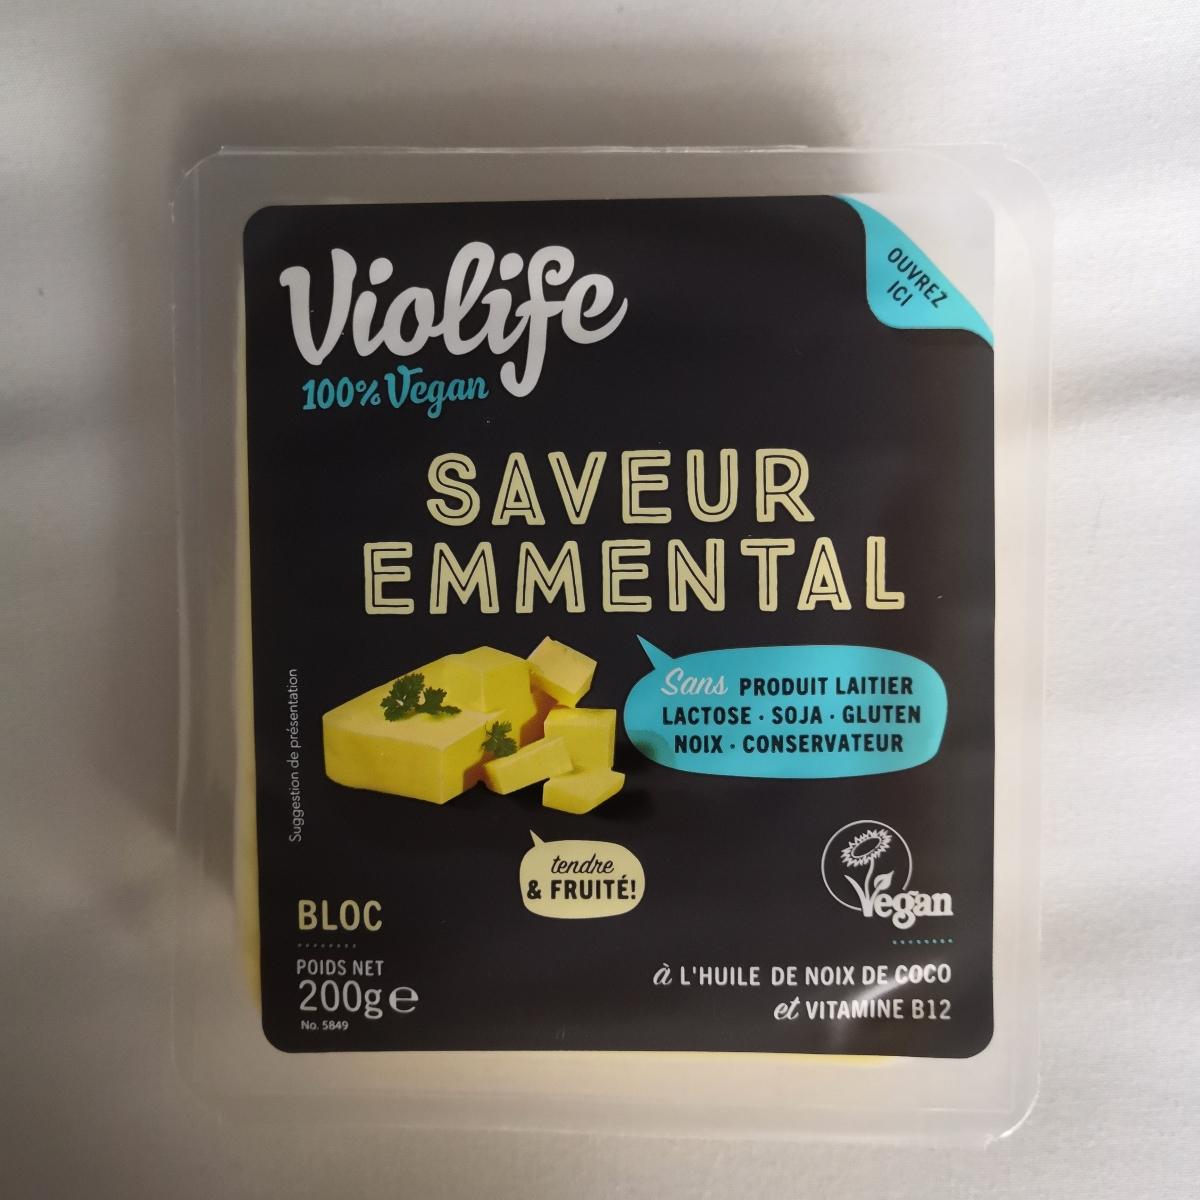 Violife
100% Vegan
OUVREZ
ICI
SAVEUR
EMMENTAL
Sans PRODUIT LAITIER
LACTOSE · SOJA · GLUTEN
NOIX · CONSERVATEUR
Suggestion de présentation
tendre
& FRUITÉ!
Vegan
BLOC
POIDS NET
200g e
No. 5849
à L'HUILE DE NOIX DE COCO
et VITAMINE B12